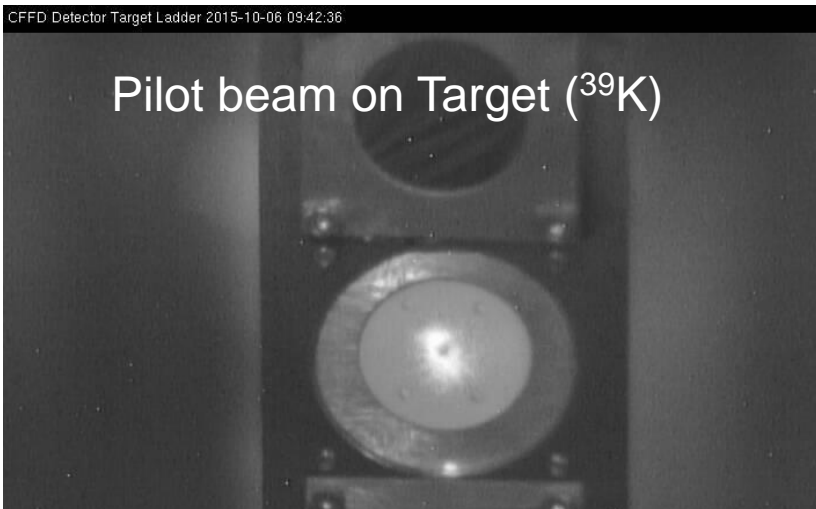 CFFD Detector Target Ladder 2015-10-06 09:42:36
Pilot beam on Target (³⁹K)